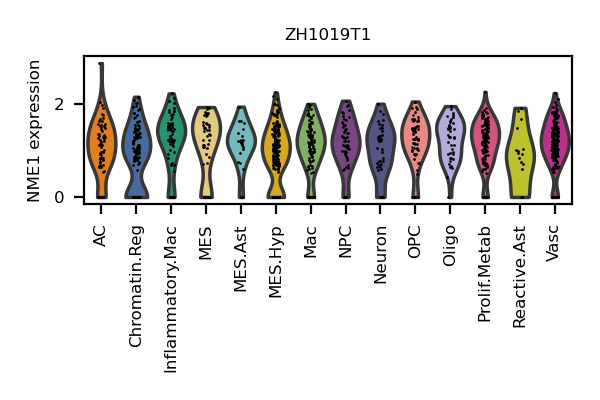 ZH1019T1
NME1 expression
2
0
AC
Chromatin.Reg
Inflammatory.Mac
MES
MES.Ast
MES.Hyp
Mac
NPC
Neuron
OPC
Oligo
Prolif.Metab
Reactive.Ast
Vasc